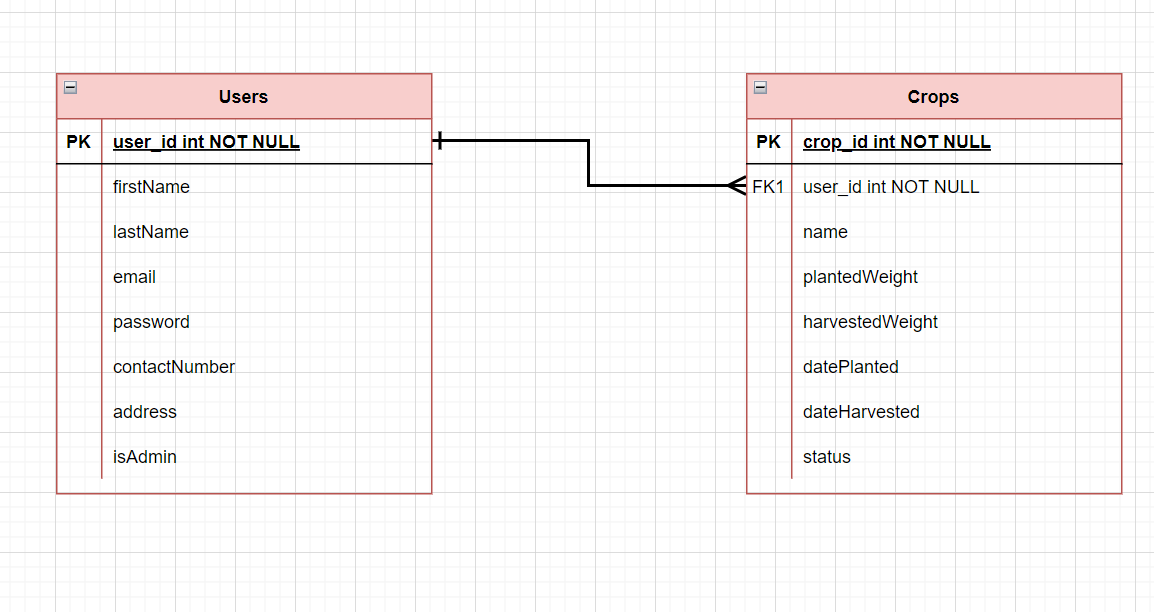 Users
PK user_id int NOT NULL
firstName
lastName
email
password
contactNumber
address
isAdmin
Crops
PK crop_id int NOT NULL
FK1 user_id int NOT NULL
name
plantedWeight
harvestedWeight
datePlanted
dateHarvested
status